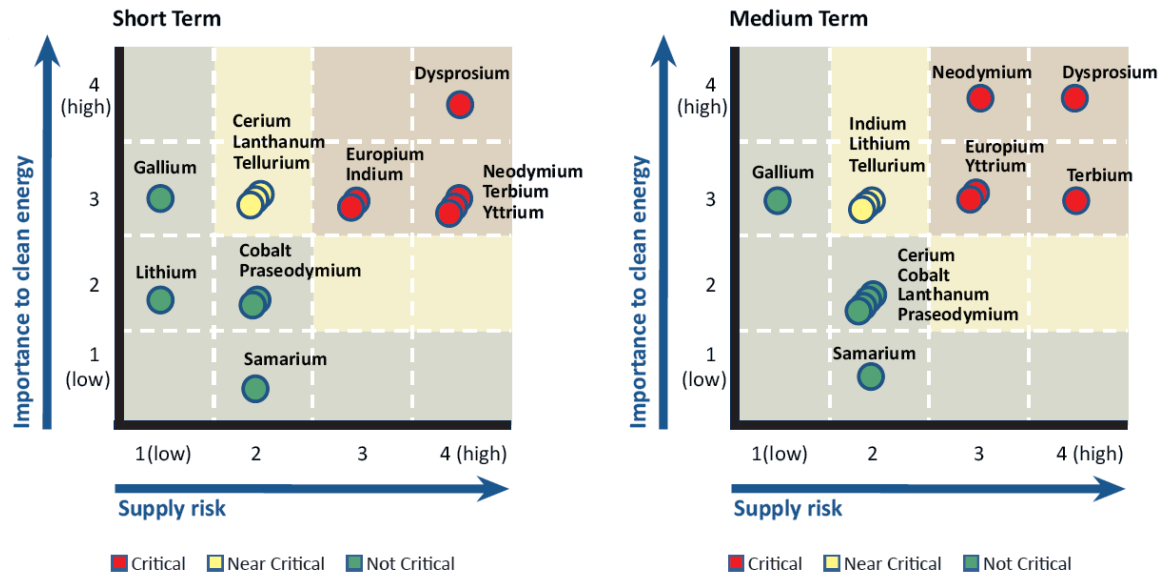 Short Term
Importance to clean energy
4
(high)
3
2
1
(low)
Dysprosium
Cerium
Lanthanum
Tellurium
Gallium
Europium
Indium
Neodymium
Terbium
Yttrium
Lithium
Cobalt
Praseodymium
Samarium
1(low)
2
3
4 (high)
Supply risk
Critical
Near Critical
Not Critical
Medium Term
Importance to clean energy
4
(high)
3
2
1
(low)
Neodymium
Dysprosium
Indium
Lithium
Tellurium
Gallium
Europium
Yttrium
Terbium
Cerium
Cobalt
Lanthanum
Praseodymium
Samarium
1(low)
2
3
4 (high)
Supply risk
Critical
Near Critical
Not Critical